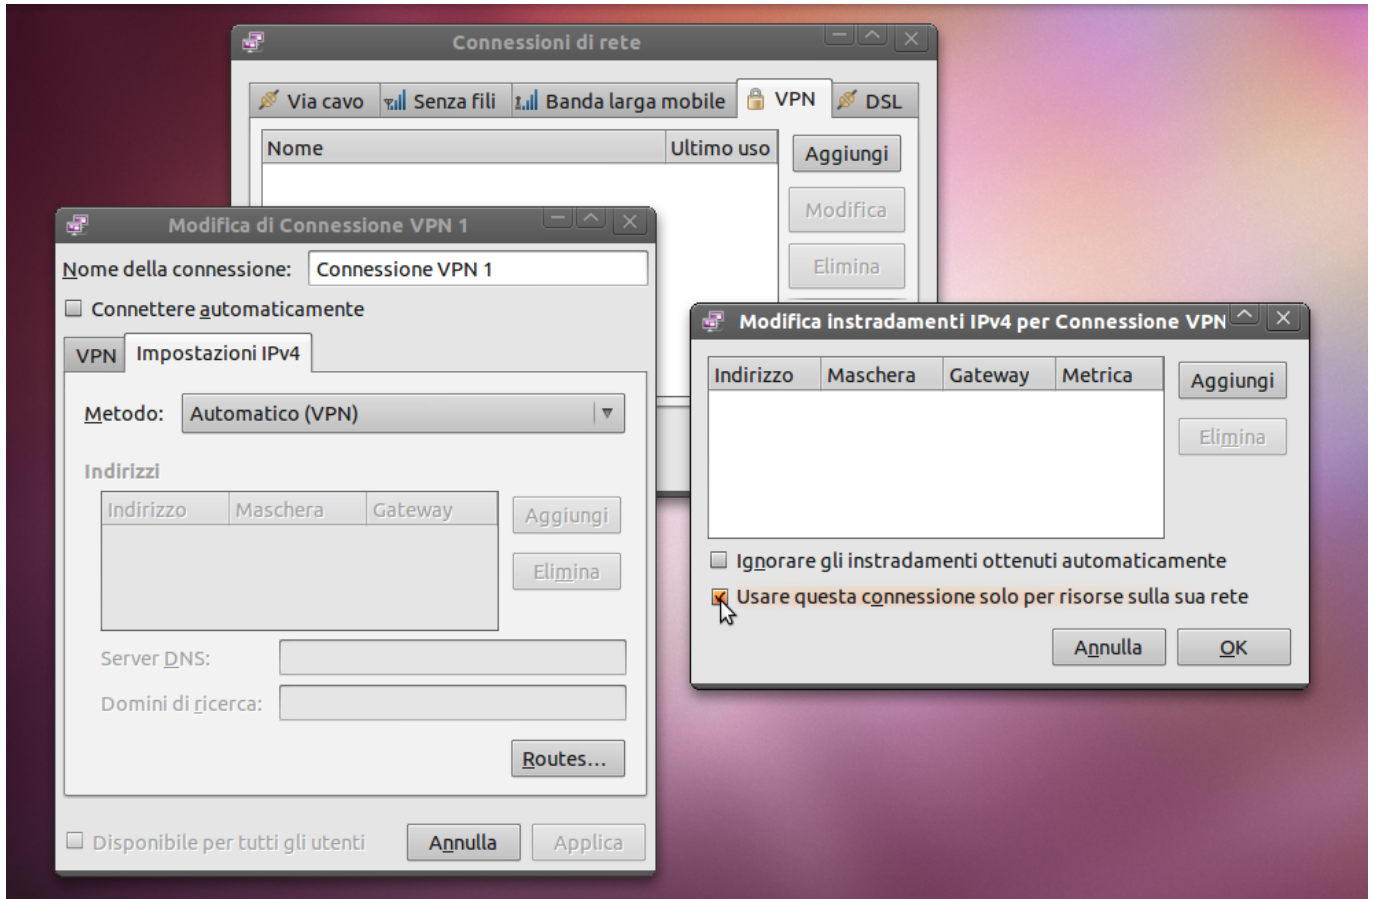 Connessioni di rete
Via cavo Senza fili Banda larga mobile VPN DSL
Nome Ultimo uso
Aggiungi
Modifica
Elimina
Modifica di Connessione VPN 1
Nome della connessione: Connessione VPN 1
Connettere automaticamente
VPN Impostazioni IPv4
Metodo: Automatico (VPN)
Indirizzi
Indirizzo Maschera Gateway
Aggiungi
Elimina
Server DNS:
Domini di ricerca:
Routes...
Disponibile per tutti gli utenti Annulla Applica
Modifica instradamenti IPv4 per Connessione VPN
Indirizzo Maschera Gateway Metrica
Aggiungi
Elimina
Ignorare gli instradamenti ottenuti automaticamente
Usare questa connessione solo per risorse sulla sua rete
Annulla OK